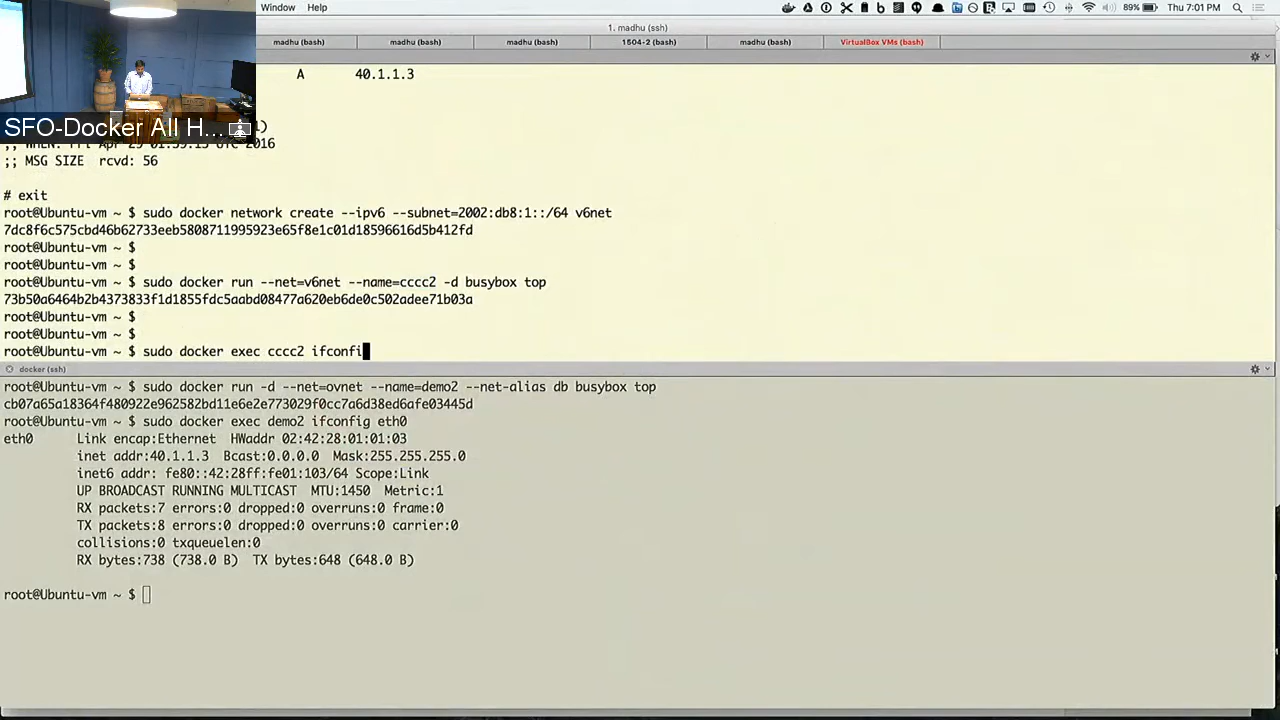 Window Help
89% Thu 7:01 PM
1. madhu (ssh)
madhu (bash) madhu (bash) madhu (bash) 1504-2 (bash) madhu (bash) VirtualBox VMs (bash)
A 40.1.1.3
SFO-Docker All H...
;; MSG SIZE rcvd: 56
# exit
root@Ubuntu-vm ~ $ sudo docker network create --ipv6 --subnet=2002:db8:1::/64 v6net
7dc8f6c575cbd46b62733eeb5808711995923e65f8e1c01d18596616d5b412fd
root@Ubuntu-vm ~ $
root@Ubuntu-vm ~ $
root@Ubuntu-vm ~ $ sudo docker run --net=v6net --name=cccc2 -d busybox top
73b50a6464b2b4373833f1d1855fdc5aabd08477a620eb6de0c502adee71b03a
root@Ubuntu-vm ~ $
root@Ubuntu-vm ~ $
root@Ubuntu-vm ~ $ sudo docker exec cccc2 ifconfi
docker (ssh)
root@Ubuntu-vm ~ $ sudo docker run -d --net=ovnet --name=demo2 --net-alias db busybox top
cb07a65a18364f480922e962582bd11e6e2e773029f0cc7a6d38ed6afe03445d
root@Ubuntu-vm ~ $ sudo docker exec demo2 ifconfig eth0
eth0 Link encap:Ethernet HWaddr 02:42:28:01:01:03
inet addr:40.1.1.3 Bcast:0.0.0.0 Mask:255.255.255.0
inet6 addr: fe80::42:28ff:fe01:103/64 Scope:Link
UP BROADCAST RUNNING MULTICAST MTU:1450 Metric:1
RX packets:7 errors:0 dropped:0 overruns:0 frame:0
TX packets:8 errors:0 dropped:0 overruns:0 carrier:0
collisions:0 txqueuelen:0
RX bytes:738 (738.0 B) TX bytes:648 (648.0 B)
root@Ubuntu-vm ~ $